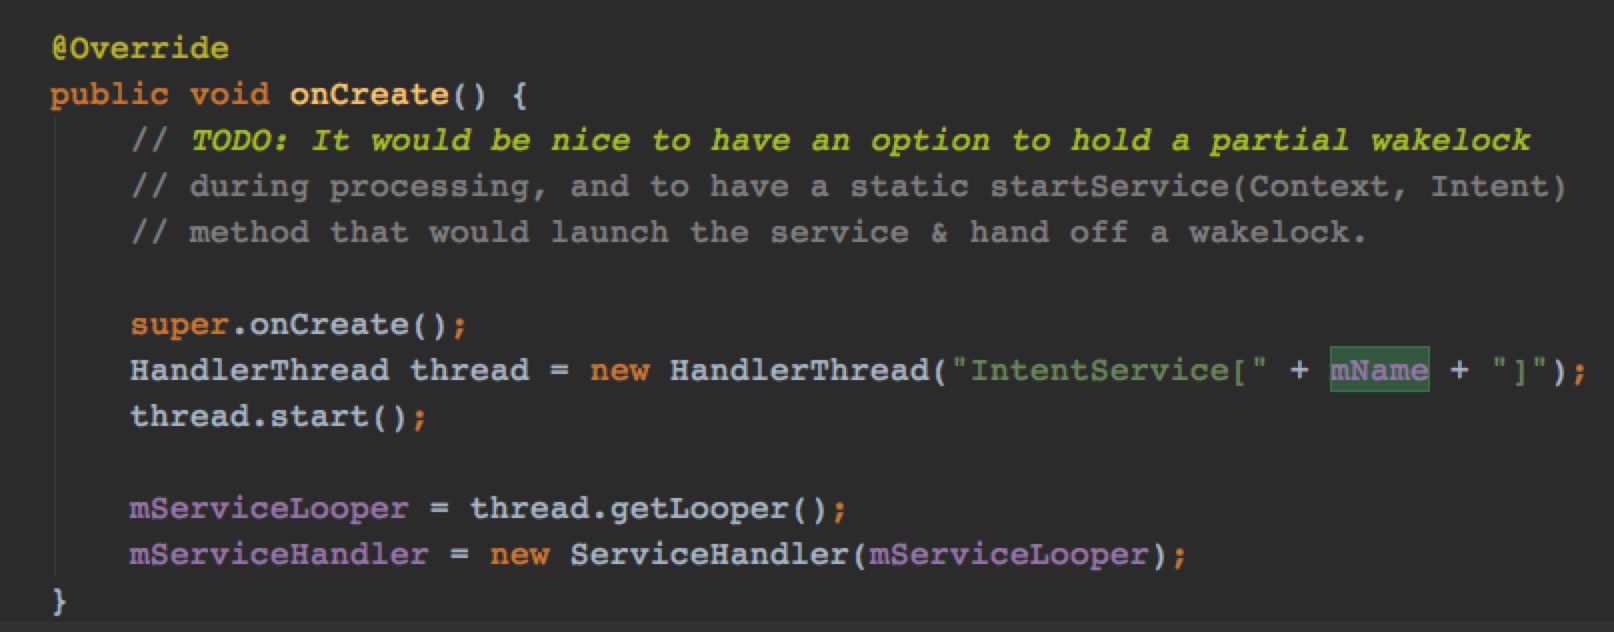 @Override
public void onCreate() {
// TODO: It would be nice to have an option to hold a partial wakelock
// during processing, and to have a static startService(Context, Intent)
// method that would launch the service & hand off a wakelock.
super.onCreate();
HandlerThread thread = new HandlerThread("IntentService[" + mName + "]");
thread.start();
mServiceLooper = thread.getLooper();
mServiceHandler = new ServiceHandler(mServiceLooper);
}